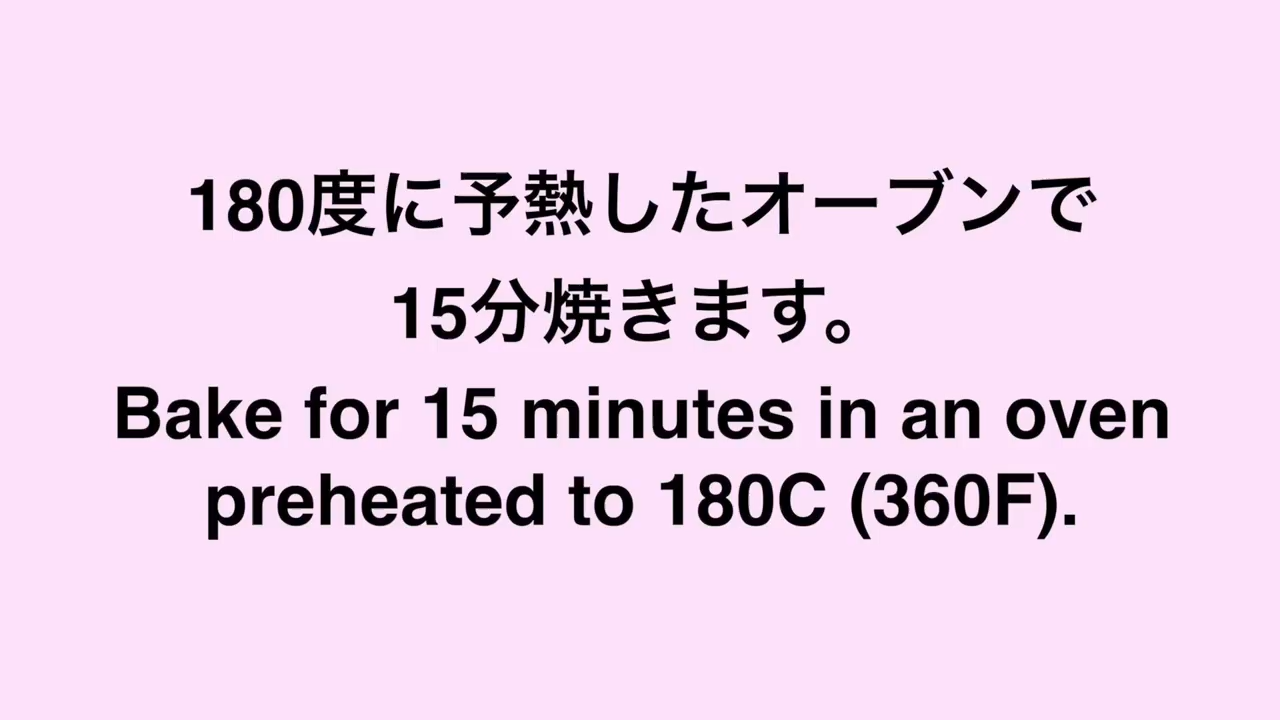 180度に予熱したオーブンで
15分焼きます。
Bake for 15 minutes in an oven
preheated to 180C (360F).